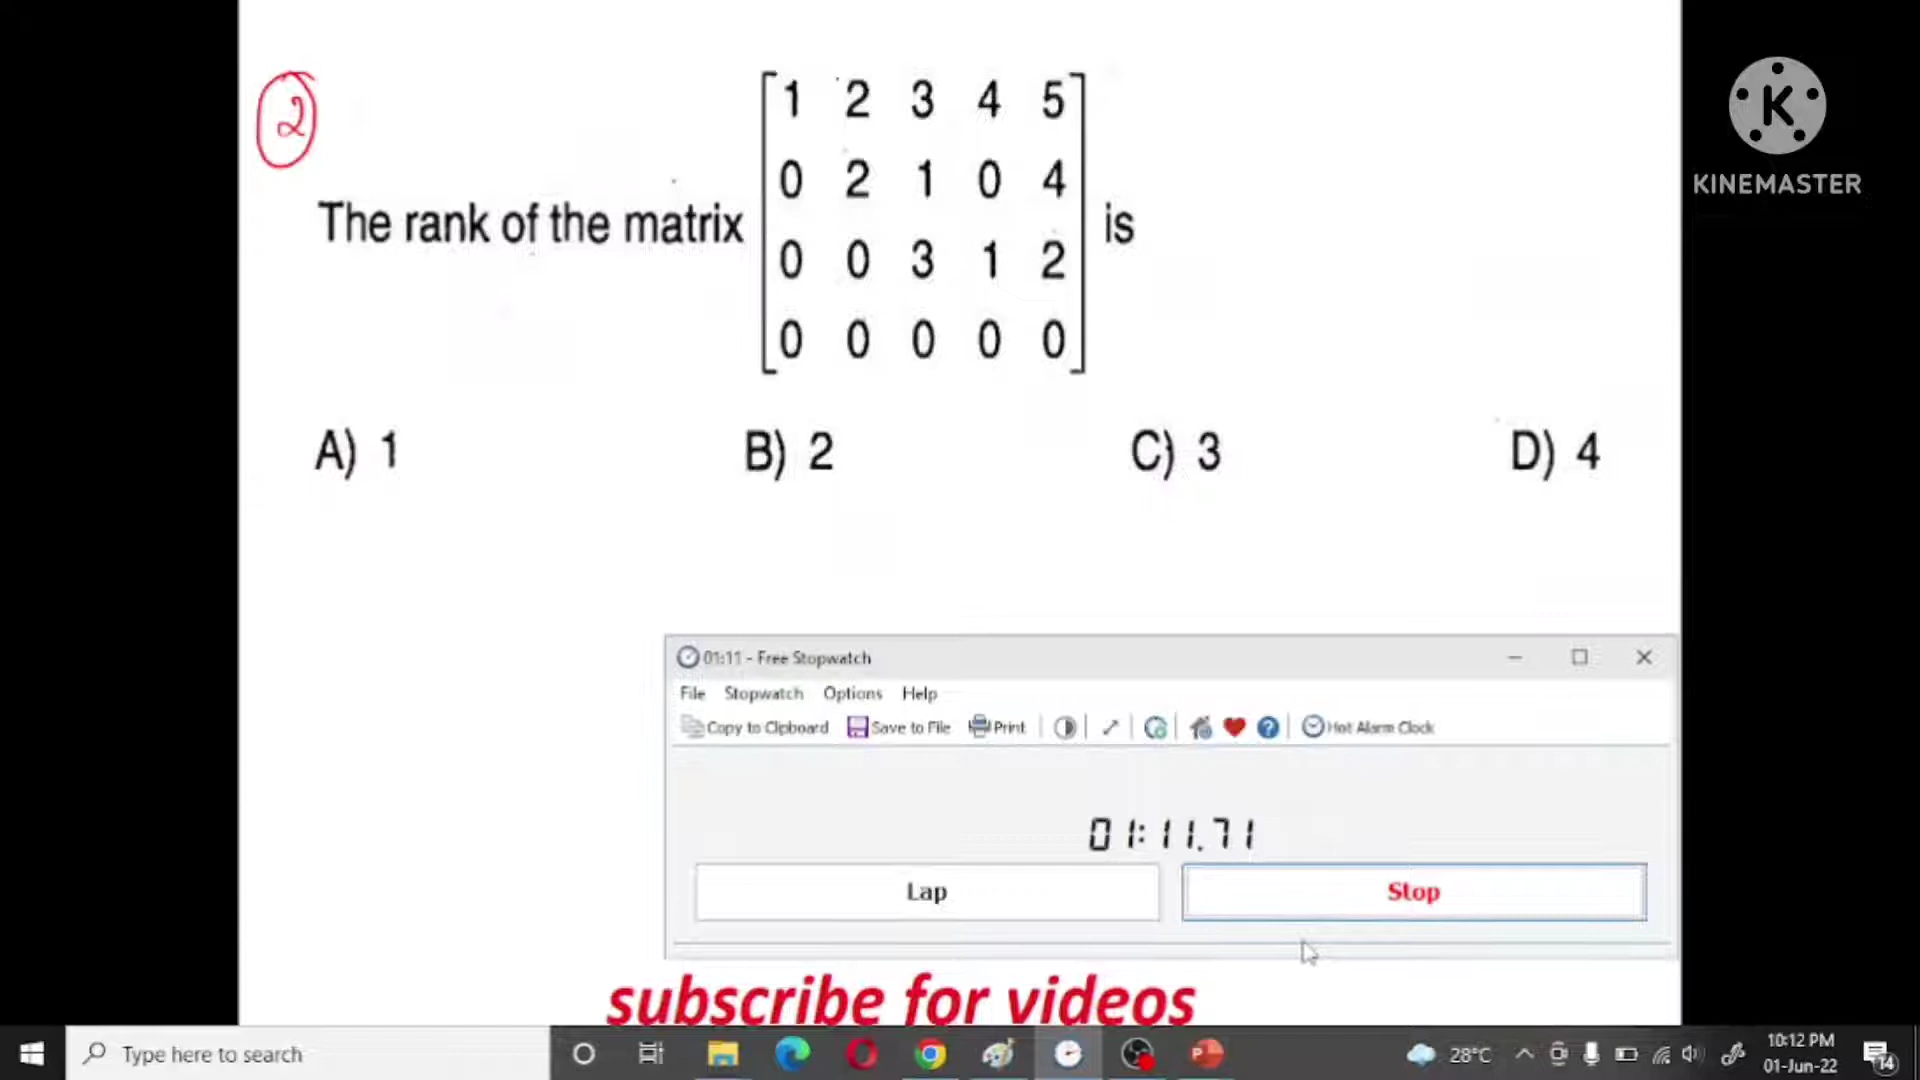 2
KINEMASTER
The rank of the matrix
1 2 3 4 5
0 2 1 0 4
0 0 3 1 2
0 0 0 0 0
is
A) 1 B) 2 C) 3 D) 4
01:11 - Free Stopwatch
File Stopwatch Options Help
Copy to Clipboard Save to File Print Hot Alarm Clock
01:11.71
Lap Stop
subscribe for videos
Type here to search
28°C
10:12 PM
01-Jun-22
14